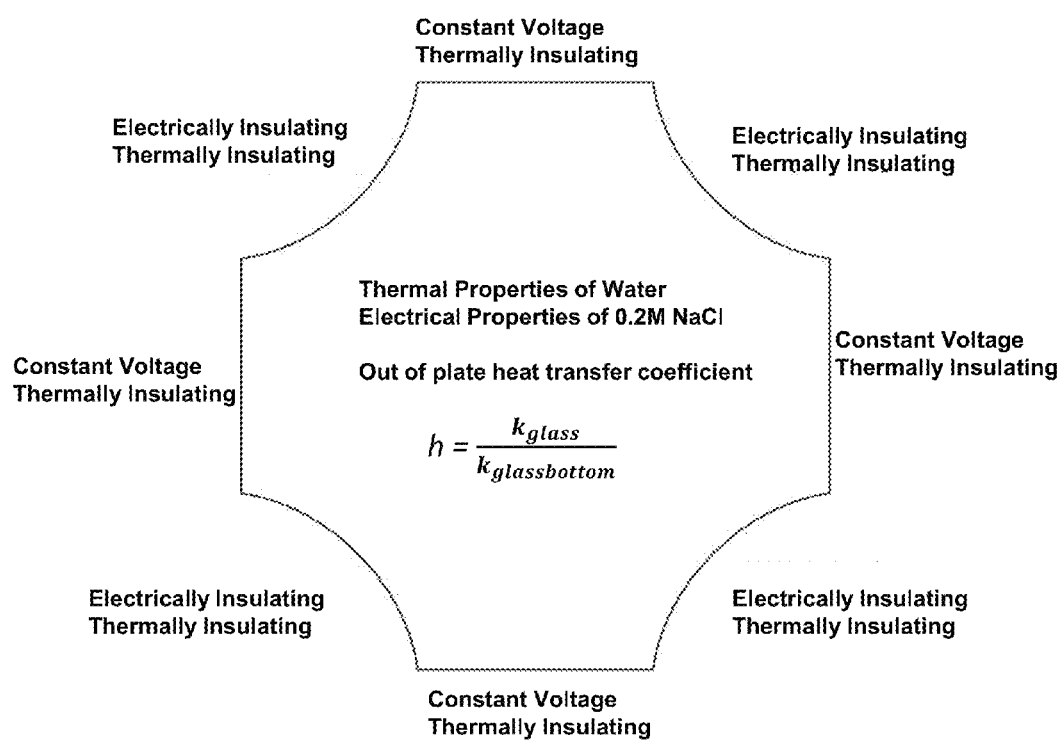 Constant Voltage
Thermally Insulating
Electrically Insulating
Thermally Insulating
Electrically Insulating
Thermally Insulating
Thermal Properties of Water
Electrical Properties of 0.2M NaCl
Constant Voltage
Thermally Insulating
Out of plate heat transfer coefficient
Constant Voltage
Thermally Insulating
h = k_glass / k_glassbottom
Electrically Insulating
Thermally Insulating
Electrically Insulating
Thermally Insulating
Constant Voltage
Thermally Insulating